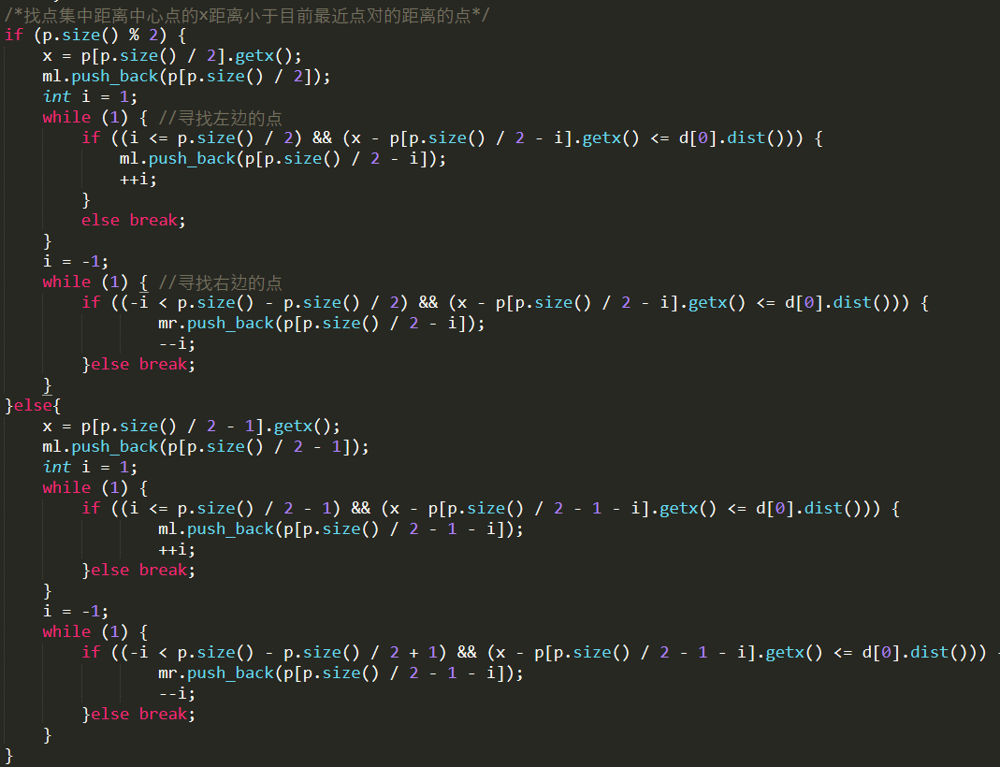 /*找点集中距离中心点的x距离小于目前最近点对的距离的点*/
if (p.size() % 2) {
    x = p[p.size() / 2].getx();
    ml.push_back(p[p.size() / 2]);
    int i = 1;
    while (1) { //寻找左边的点
        if ((i <= p.size() / 2) && (x - p[p.size() / 2 - i].getx() <= d[0].dist())) {
            ml.push_back(p[p.size() / 2 - i]);
            ++i;
        }
        else break;
    }
    i = -1;
    while (1) { //寻找右边的点
        if ((-i < p.size() - p.size() / 2) && (x - p[p.size() / 2 - i].getx() <= d[0].dist())) {
                mr.push_back(p[p.size() / 2 - i]);
                --i;
        }else break;
    }
}else{
    x = p[p.size() / 2 - 1].getx();
    ml.push_back(p[p.size() / 2 - 1]);
    int i = 1;
    while (1) {
        if ((i <= p.size() / 2 - 1) && (x - p[p.size() / 2 - 1 - i].getx() <= d[0].dist())) {
                ml.push_back(p[p.size() / 2 - 1 - i]);
                ++i;
        }else break;
    }
    i = -1;
    while (1) {
        if ((-i < p.size() - p.size() / 2 + 1) && (x - p[p.size() / 2 - 1 - i].getx() <= d[0].dist()))
                mr.push_back(p[p.size() / 2 - 1 - i]);
                --i;
        }else break;
    }
}